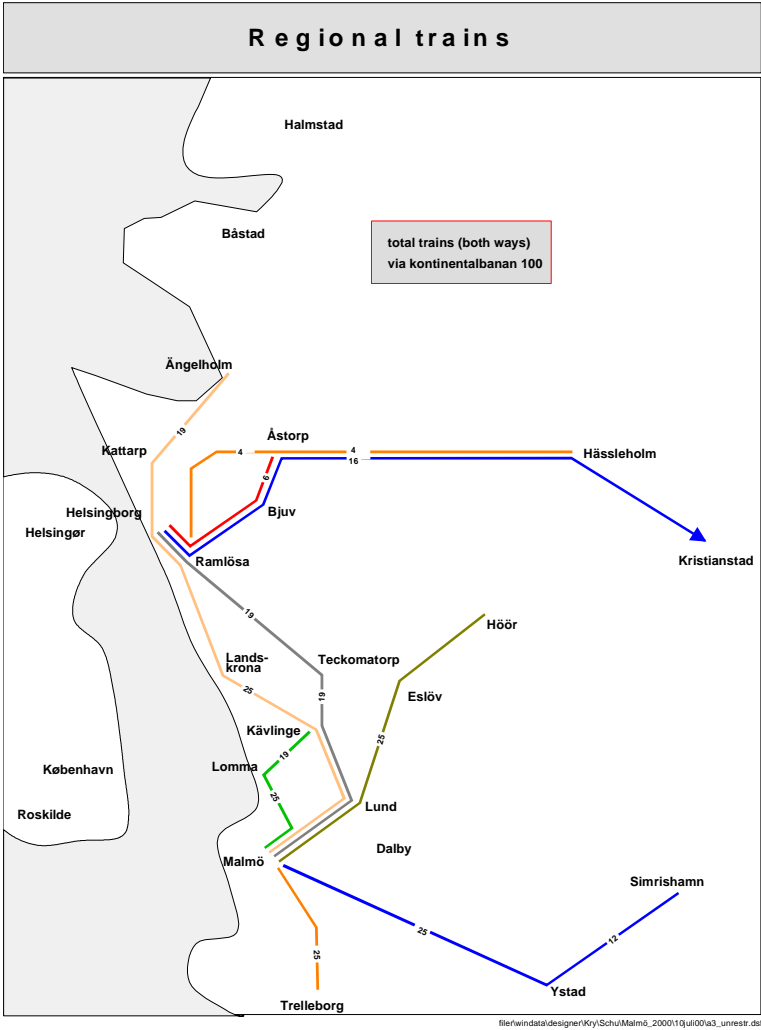 Regional trains
Halmstad
Båstad
total trains (both ways)
via kontinentalbanan 100
Ängelholm
19
Kattarp
Åstorp
4
4
16
Hässleholm
6
Helsingborg
Bjuv
Helsingør
Ramlösa
Kristianstad
19
Höör
Lands-
krona
Teckomatorp
25
19
Eslöv
Kävlinge
25
19
Lomma
København
25
Lund
Roskilde
Dalby
Malmö
Simrishamn
25
12
25
Ystad
Trelleborg
filer\windata\designer\Kry\Schu\Malmö_2000\10juli00\a3_unrestr.dsf